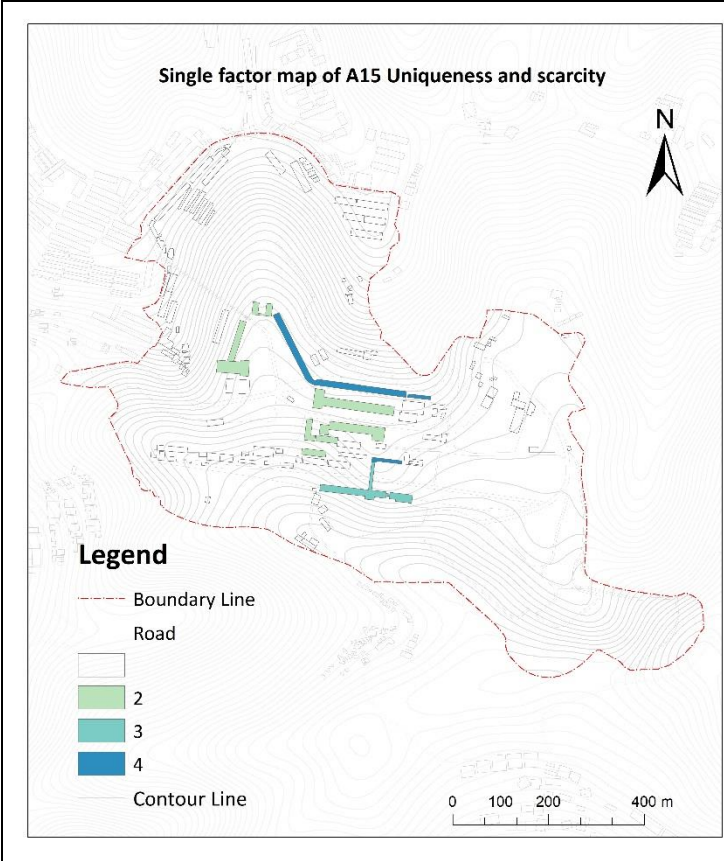 Single factor map of A15 Uniqueness and scarcity
N
Legend
Boundary Line
Road
2
3
4
Contour Line
0 100 200 400 m